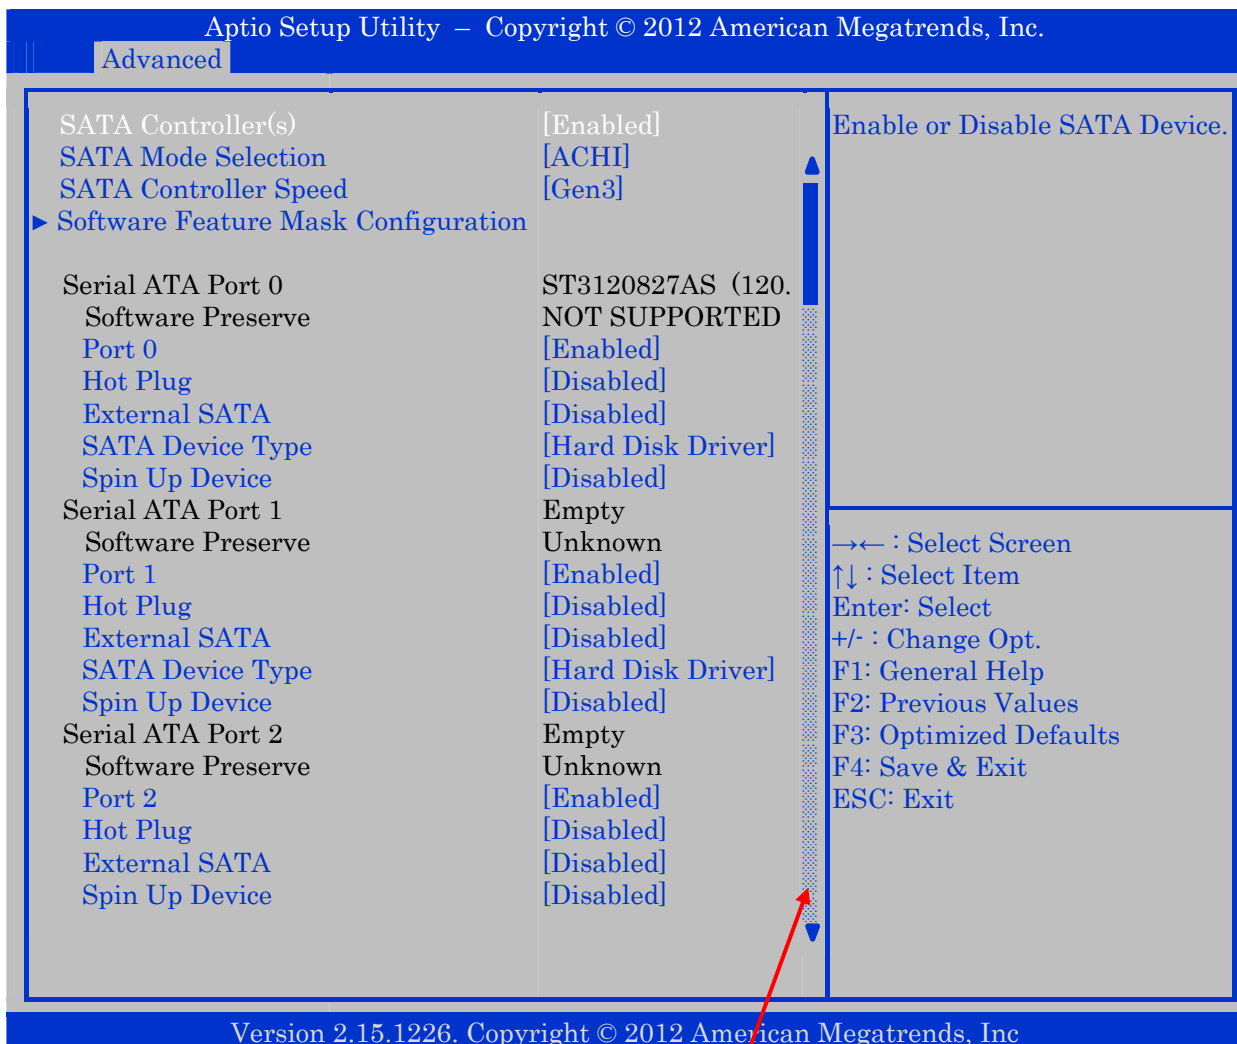 Aptio Setup Utility – Copyright © 2012 American Megatrends, Inc.
Advanced
SATA Controller(s) [Enabled]
SATA Mode Selection [ACHI]
SATA Controller Speed [Gen3]
► Software Feature Mask Configuration
Serial ATA Port 0 ST3120827AS (120.
Software Preserve NOT SUPPORTED
Port 0 [Enabled]
Hot Plug [Disabled]
External SATA [Disabled]
SATA Device Type [Hard Disk Driver]
Spin Up Device [Disabled]
Serial ATA Port 1 Empty
Software Preserve Unknown
Port 1 [Enabled]
Hot Plug [Disabled]
External SATA [Disabled]
SATA Device Type [Hard Disk Driver]
Spin Up Device [Disabled]
Serial ATA Port 2 Empty
Software Preserve Unknown
Port 2 [Enabled]
Hot Plug [Disabled]
External SATA [Disabled]
Spin Up Device [Disabled]
Enable or Disable SATA Device.
→← : Select Screen
↑↓ : Select Item
Enter: Select
+/- : Change Opt.
F1: General Help
F2: Previous Values
F3: Optimized Defaults
F4: Save & Exit
ESC: Exit
Version 2.15.1226. Copyright © 2012 American Megatrends, Inc